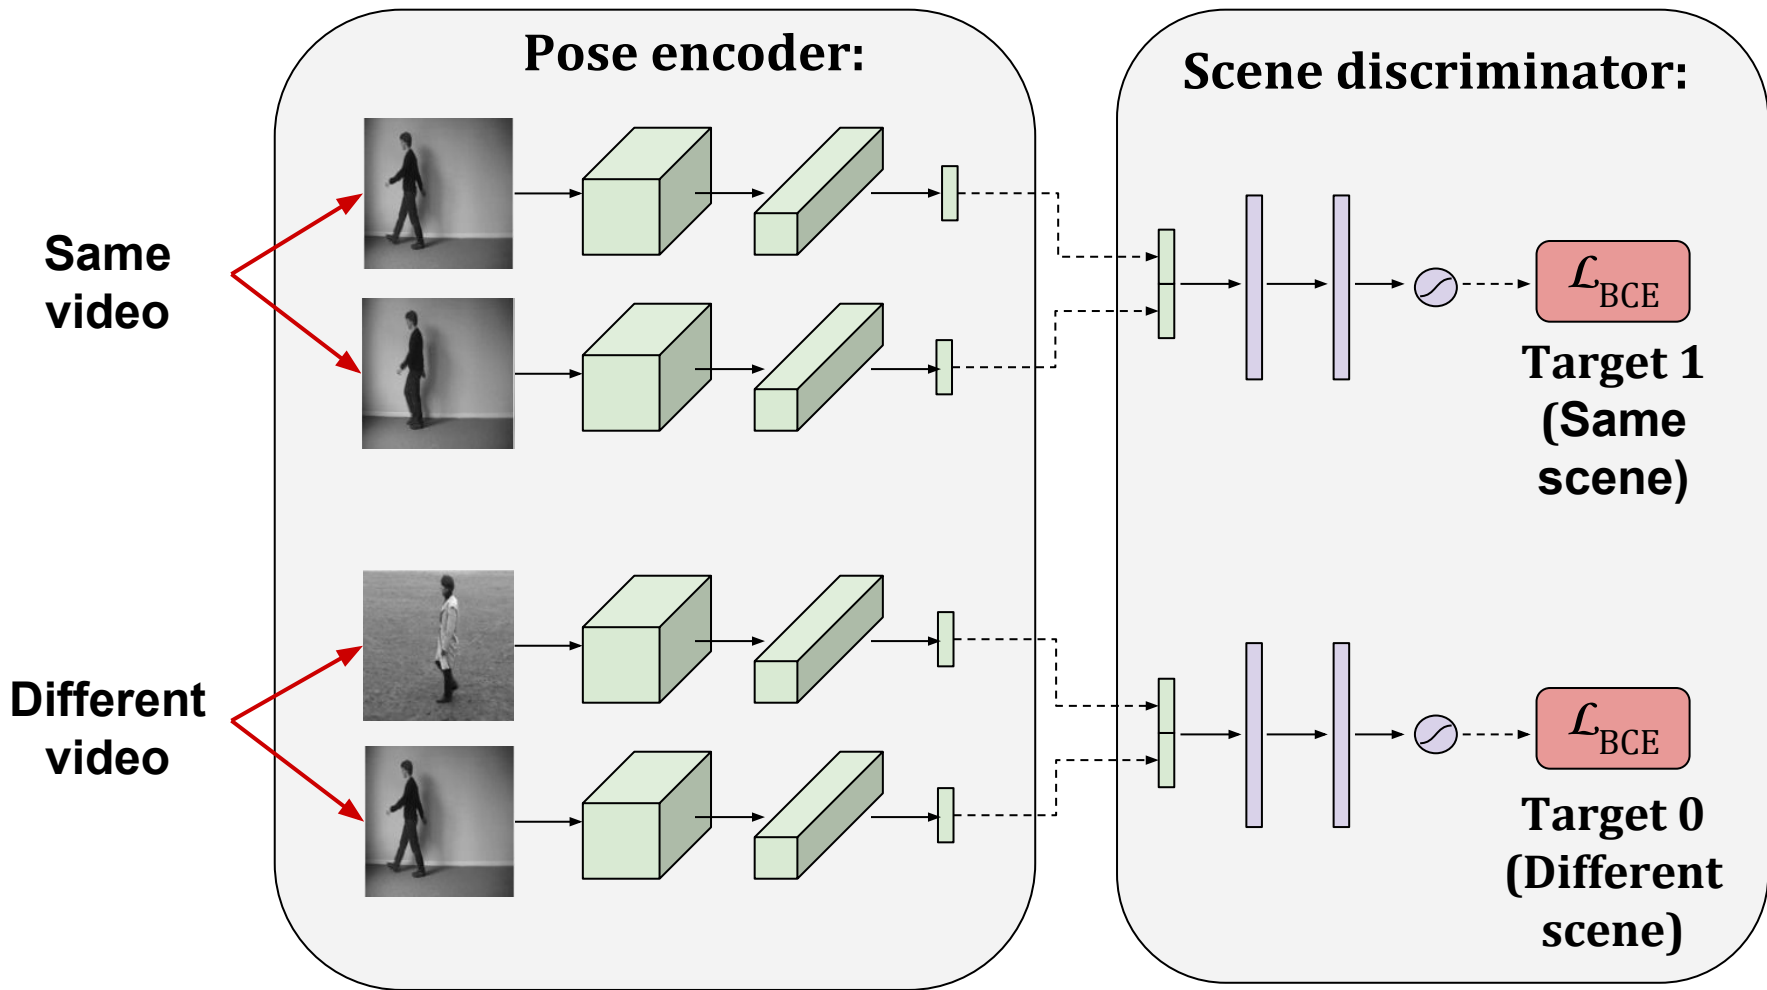 Pose encoder:
Scene discriminator:
Same
video
ℒBCE
Target 1
(Same
scene)
Different
video
ℒBCE
Target 0
(Different
scene)